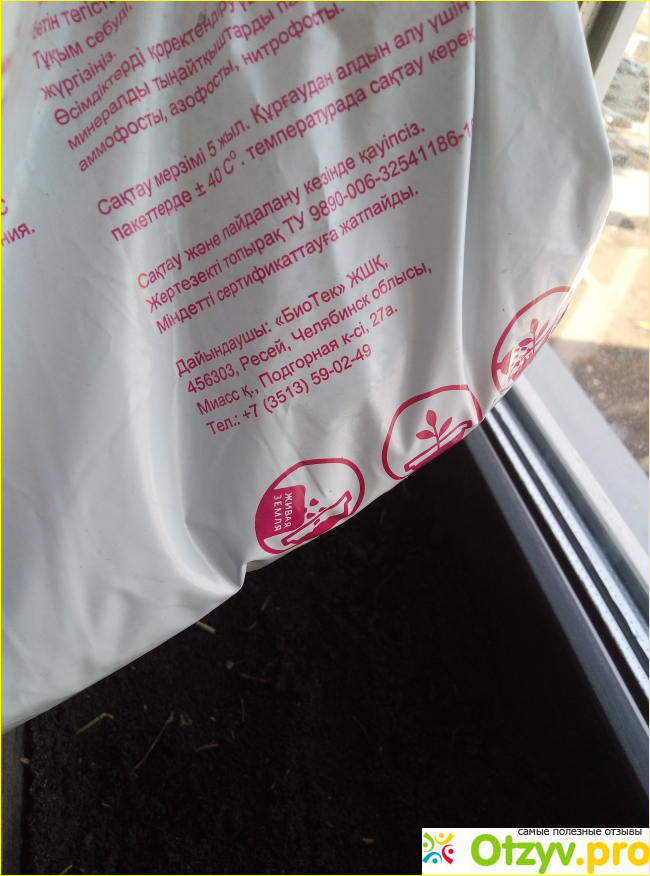 Тұқым себуді
жүргізіңіз.
Өсімдіктерді коректендіру
минералды тыңайтқыштарды
аммофосты, азофосты, нитрофосты.
Сақтау мерзімі 5 жыл. Құрғаудан алдын алу үшін
пакеттерде ± 40 С°. температурада сақтау керек
Сақтау және пайдалану кезінде қауіпсіз.
Жертезекті топырақ ТУ 9890-006-32541186-
Міндетті сертификаттауға жатпайды.
Дайындаушы: «БиоТек» ЖШҚ,
456303, Ресей, Челябинск облысы,
Миасс қ., Подгорная к-сі, 27а.
Тел.: +7 (3513) 59-02-49
ния.
ЖИВАЯ
ЗЕМЛЯ
самые полезные отзывы
Otzyv.pro